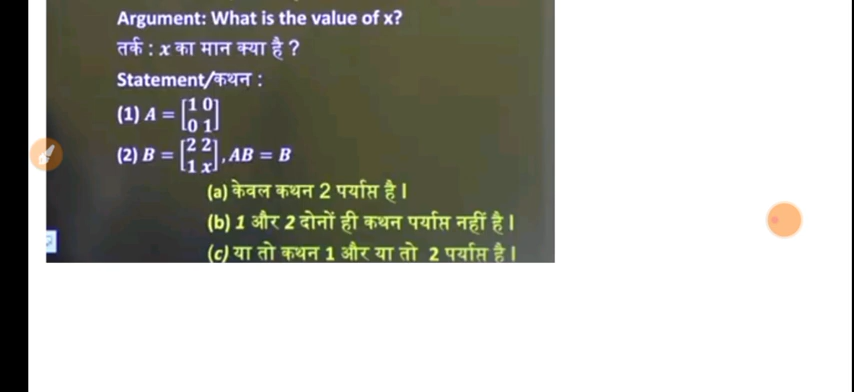 Argument: What is the value of x?
तर्क : x का मान क्या है ?
Statement/कथन :
(1) A = [1 0
0 1]
(2) B = [2 2
1 x], AB = B
(a) केवल कथन 2 पर्याप्त है।
(b) 1 और 2 दोनों ही कथन पर्याप्त नहीं है।
(c) या तो कथन 1 और या तो 2 पर्याप्त है।